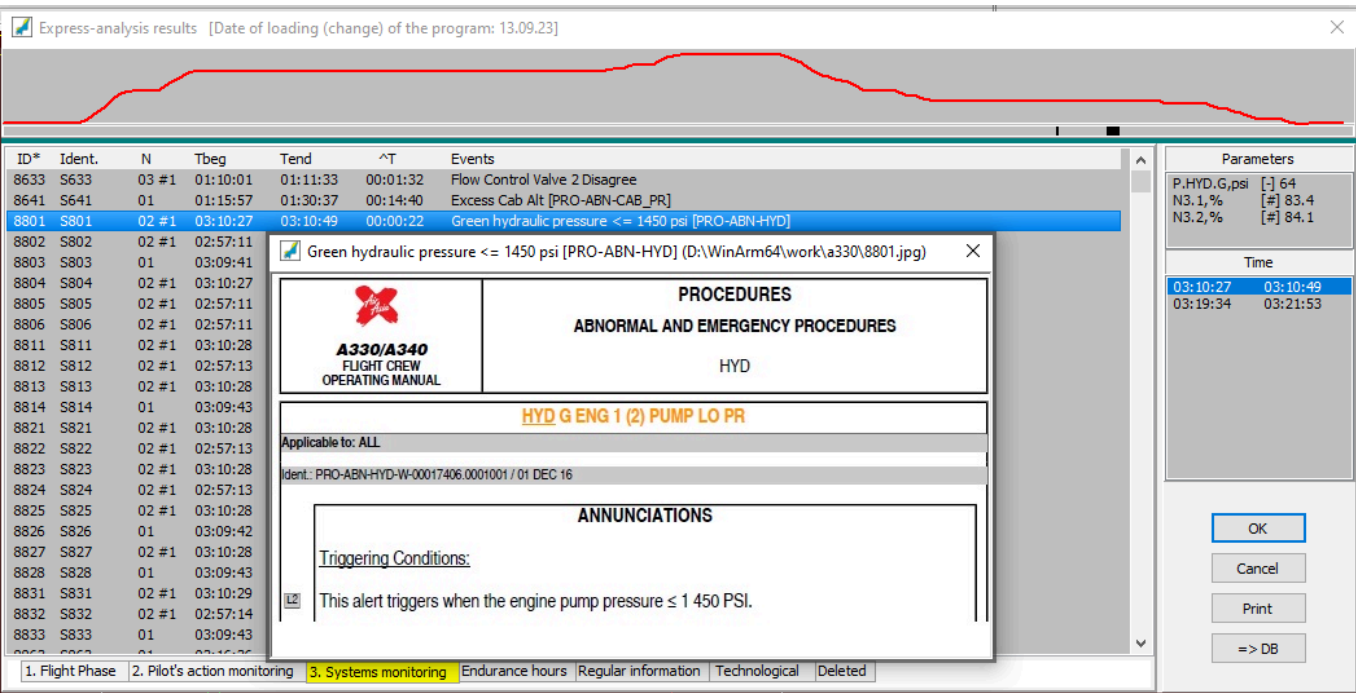 Express-analysis results [Date of loading (change) of the program: 13.09.23]
ID* Ident. N Tbeg Tend ^T Events
8633 S633 03 #1 01:10:01 01:11:33 00:01:32 Flow Control Valve 2 Disagree
8641 S641 01 01:15:57 01:30:37 00:14:40 Excess Cab Alt [PRO-ABN-CAB_PR]
8801 S801 02 #1 03:10:27 03:10:49 00:00:22 Green hydraulic pressure <= 1450 psi [PRO-ABN-HYD]
8802 S802 02 #1 02:57:11
8803 S803 01 03:09:41
8804 S804 02 #1 03:10:27
8805 S805 02 #1 02:57:11
8806 S806 02 #1 02:57:11
8811 S811 02 #1 03:10:28
8812 S812 02 #1 02:57:13
8813 S813 02 #1 03:10:28
8814 S814 01 03:09:43
8821 S821 02 #1 03:10:28
8822 S822 02 #1 02:57:13
8823 S823 02 #1 03:10:28
8824 S824 02 #1 02:57:13
8825 S825 02 #1 03:10:28
8826 S826 01 03:09:42
8827 S827 02 #1 03:10:28
8828 S828 01 03:09:43
8831 S831 02 #1 03:10:29
8832 S832 02 #1 02:57:14
8833 S833 01 03:09:43
Green hydraulic pressure <= 1450 psi [PRO-ABN-HYD] (D:\WinArm64\work\a330\8801.jpg)
Air
Asia
A330/A340
FLIGHT CREW
OPERATING MANUAL
PROCEDURES
ABNORMAL AND EMERGENCY PROCEDURES
HYD
HYD G ENG 1 (2) PUMP LO PR
Applicable to: ALL
Ident.: PRO-ABN-HYD-W-00017406.0001001 / 01 DEC 16
ANNUNCIATIONS
Triggering Conditions:
L2 This alert triggers when the engine pump pressure ≤ 1 450 PSI.
Parameters
P.HYD.G,psi [-] 64
N3.1,% [#] 83.4
N3.2,% [#] 84.1
Time
03:10:27 03:10:49
03:19:34 03:21:53
OK
Cancel
Print
=> DB
1. Flight Phase 2. Pilot's action monitoring 3. Systems monitoring Endurance hours Regular information Technological Deleted